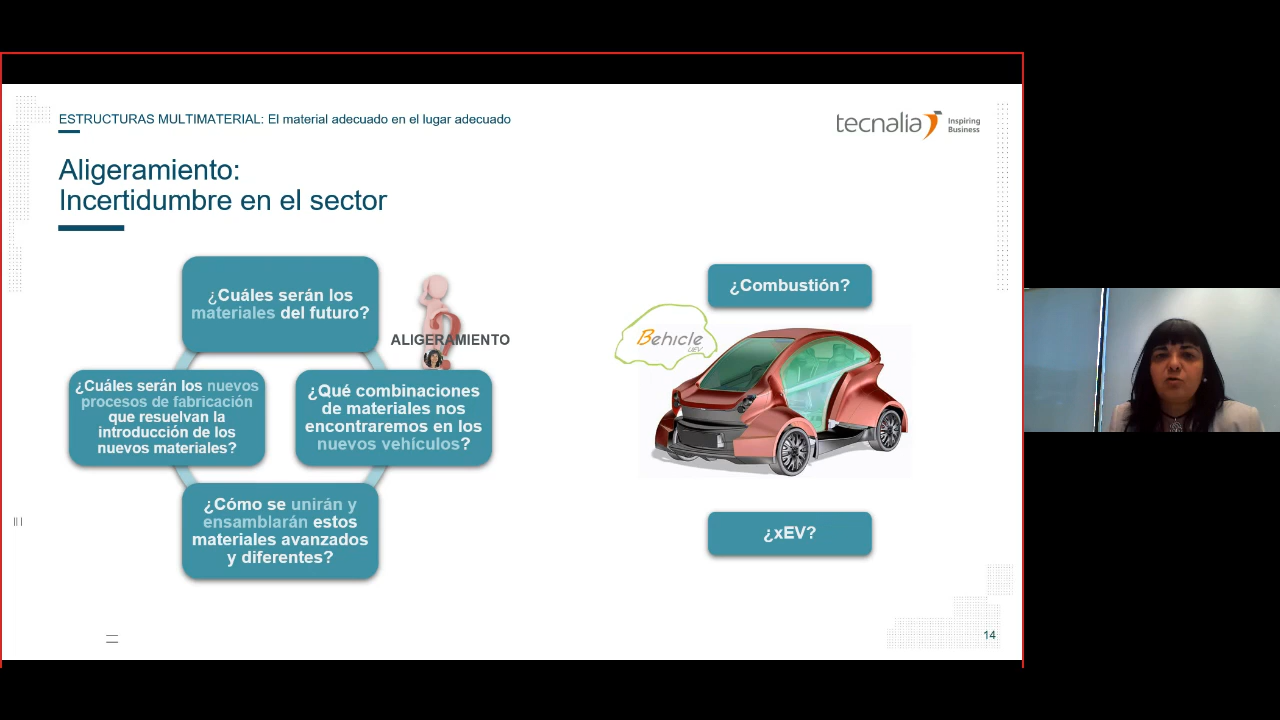 ESTRUCTURAS MULTIMATERIAL: El material adecuado en el lugar adecuado
tecnalia
Inspiring
Business
Aligeramiento:
Incertidumbre en el sector
¿Cuáles serán los
materiales del futuro?
ALIGERAMIENTO
¿Cuáles serán los nuevos
procesos de fabricación
que resuelvan la
introducción de los
nuevos materiales?
¿Qué combinaciones
de materiales nos
encontraremos en los
nuevos vehículos?
¿Cómo se unirán y
ensamblarán estos
materiales avanzados
y diferentes?
¿Combustión?
Behicle
UEV
¿xEV?
14